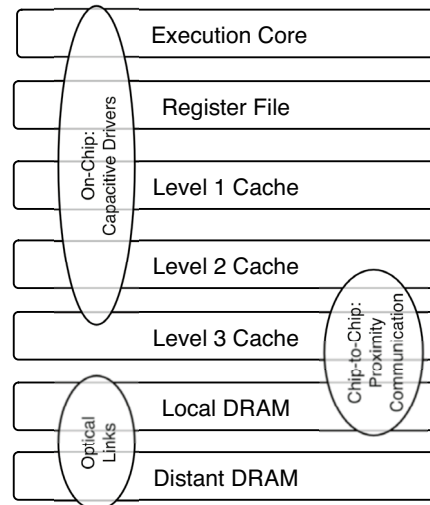 Execution Core
Register File
On-Chip:
Capacitive Drivers
Level 1 Cache
Level 2 Cache
Level 3 Cache
Chip-to-Chip:
Proximity
Communication
Local DRAM
Optical
Links
Distant DRAM